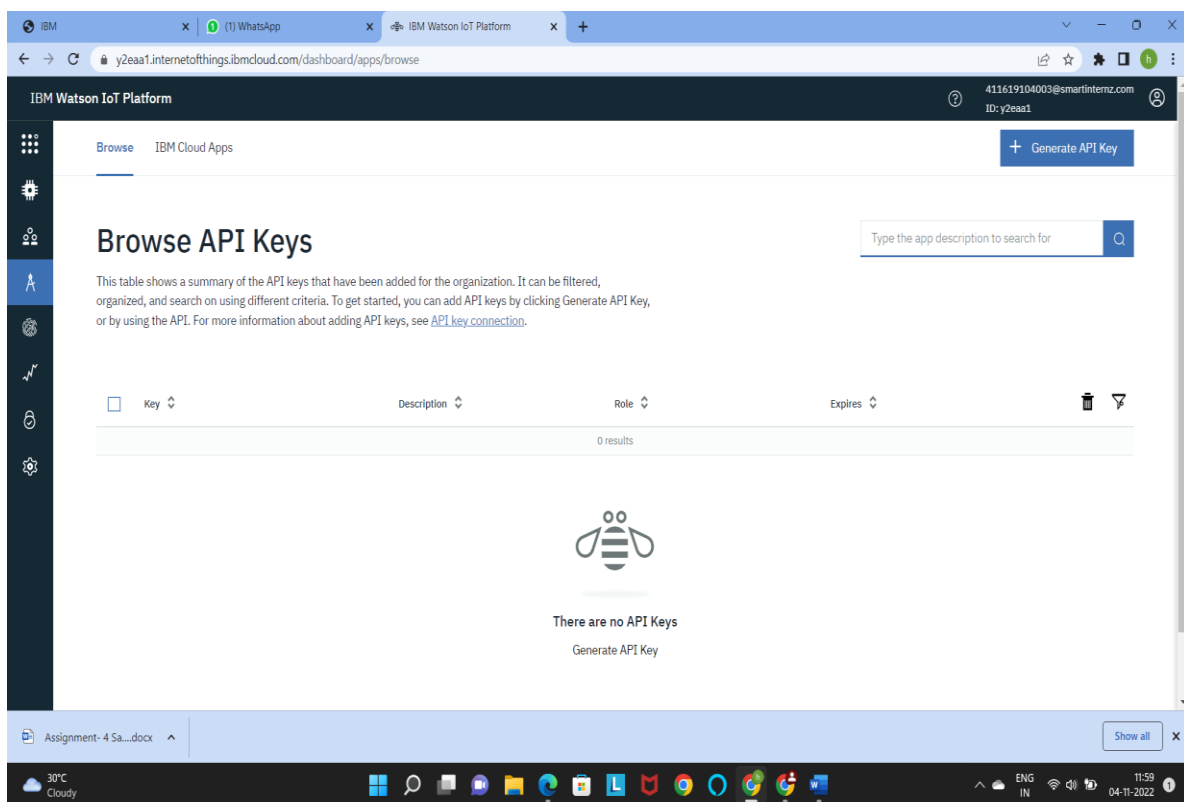 IBM
(1) WhatsApp
IBM Watson IoT Platform
y2eaa1.internetofthings.ibmcloud.com/dashboard/apps/browse
h
IBM Watson IoT Platform
411619104003@smartinternz.com
ID: y2eaa1
Browse
IBM Cloud Apps
Generate API Key
Browse API Keys
Type the app description to search for
This table shows a summary of the API keys that have been added for the organization. It can be filtered,
organized, and search on using different criteria. To get started, you can add API keys by clicking Generate API Key,
or by using the API. For more information about adding API keys, see API key connection.
Key
Description
Role
Expires
0 results
There are no API Keys
Generate API Key
Assignment- 4 Sa....docx
Show all
30°C
Cloudy
ENG
IN
11:59
04-11-2022
1